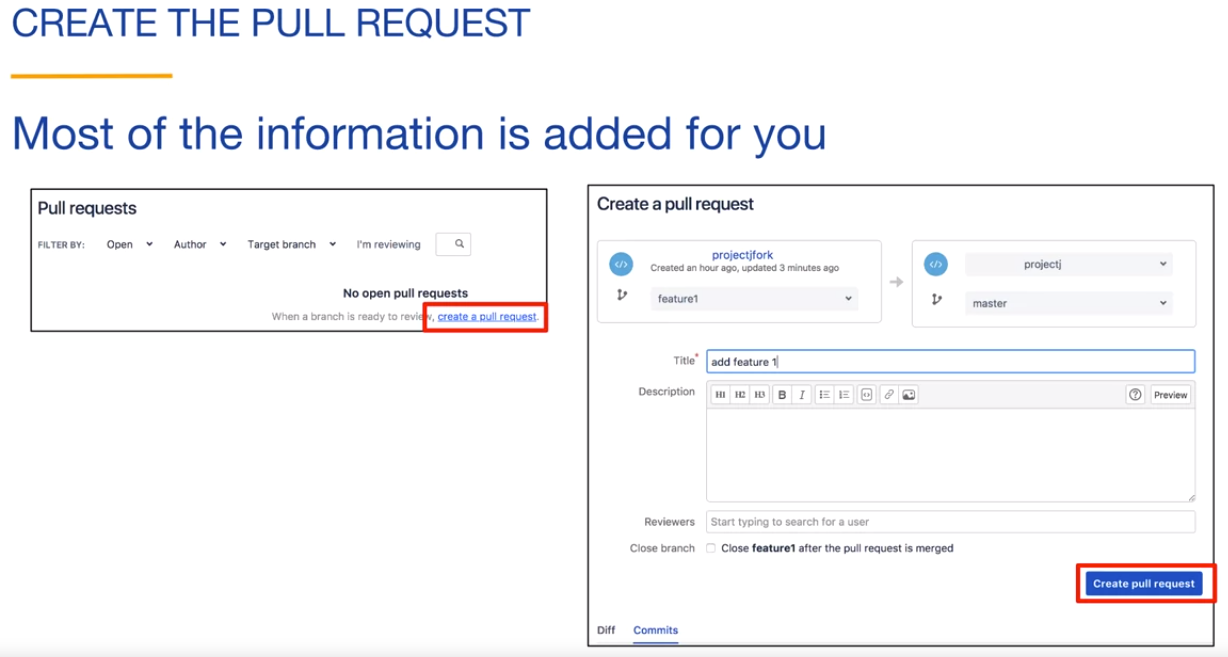 CREATE THE PULL REQUEST
Most of the information is added for you
Pull requests
FILTER BY: Open Author Target branch I'm reviewing
No open pull requests
When a branch is ready to review, create a pull request.
Create a pull request
projectjfork
Created an hour ago, updated 3 minutes ago
feature1
projectj
master
Title* add feature 1
Description H1 H2 H3 B I Preview
Reviewers Start typing to search for a user
Close branch Close feature1 after the pull request is merged
Create pull request
Diff Commits